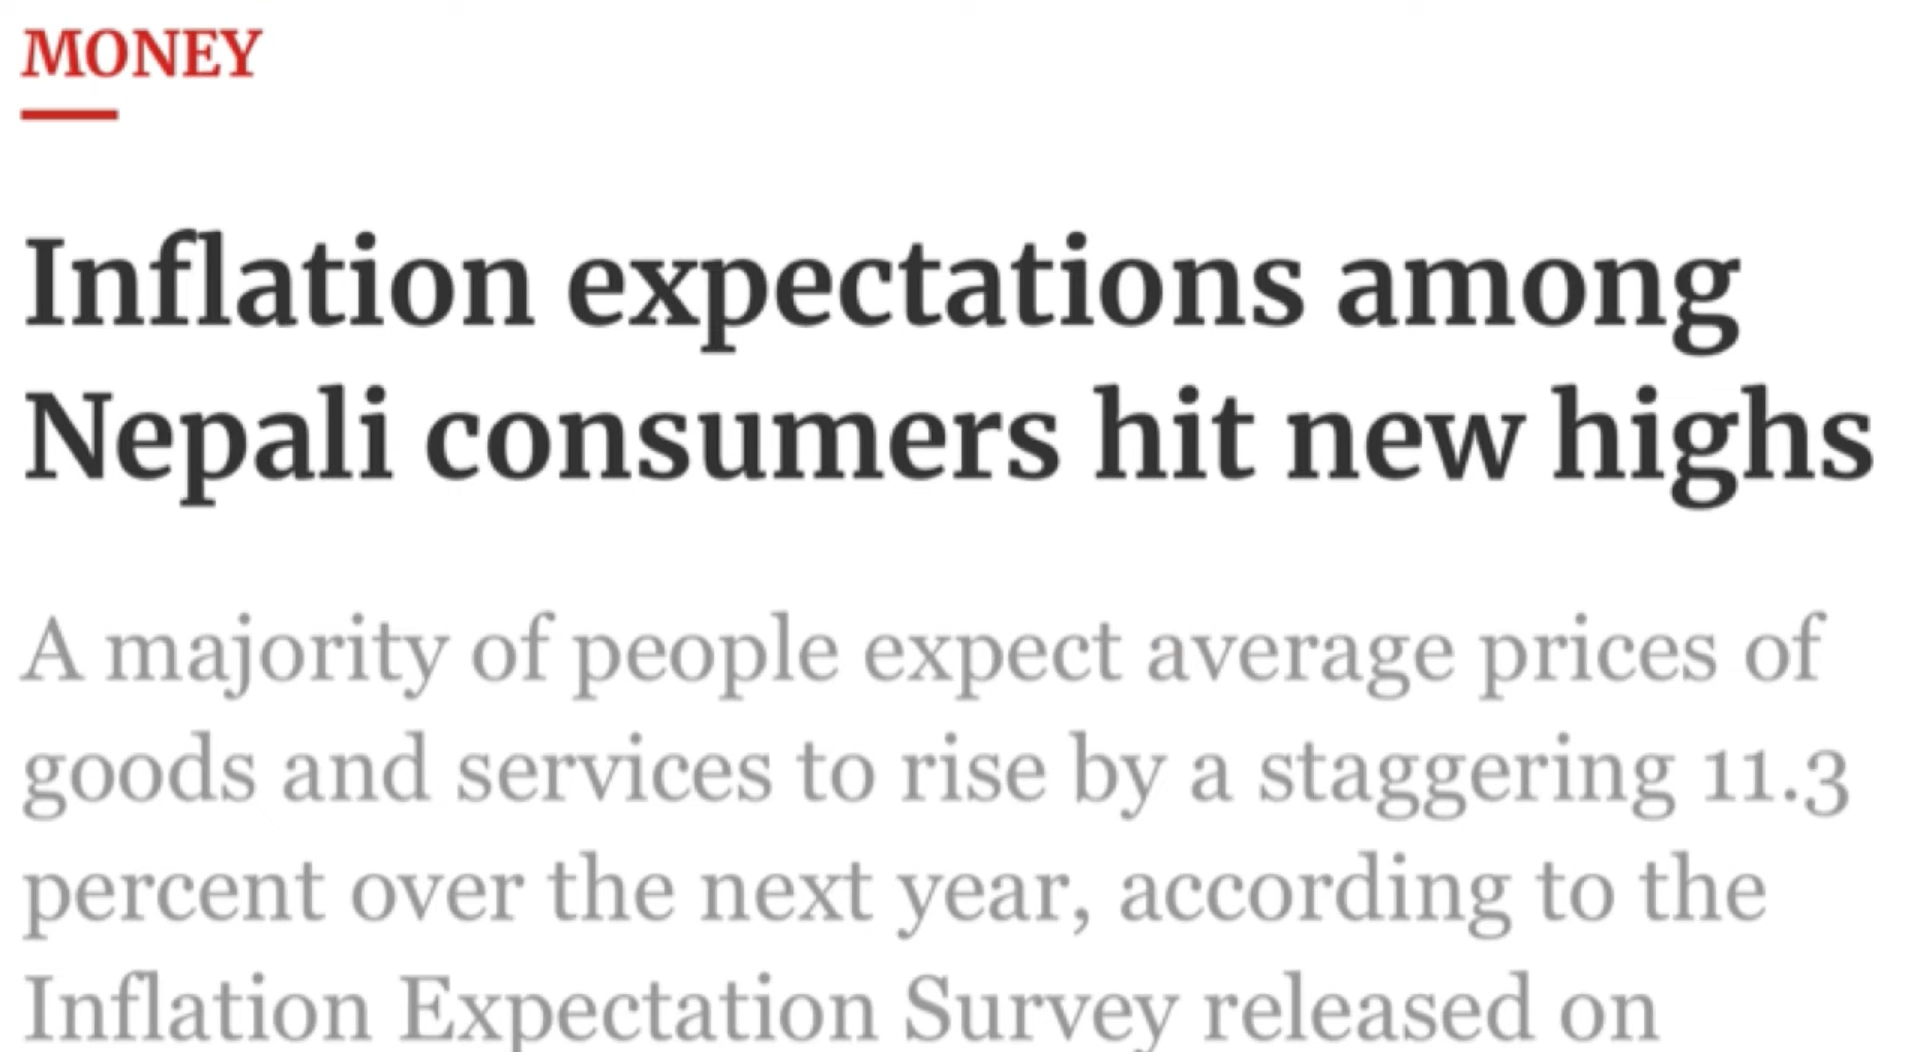 MONEY
Inflation expectations among
Nepali consumers hit new highs
A majority of people expect average prices of
goods and services to rise by a staggering 11.3
percent over the next year, according to the
Inflation Expectation Survey released on